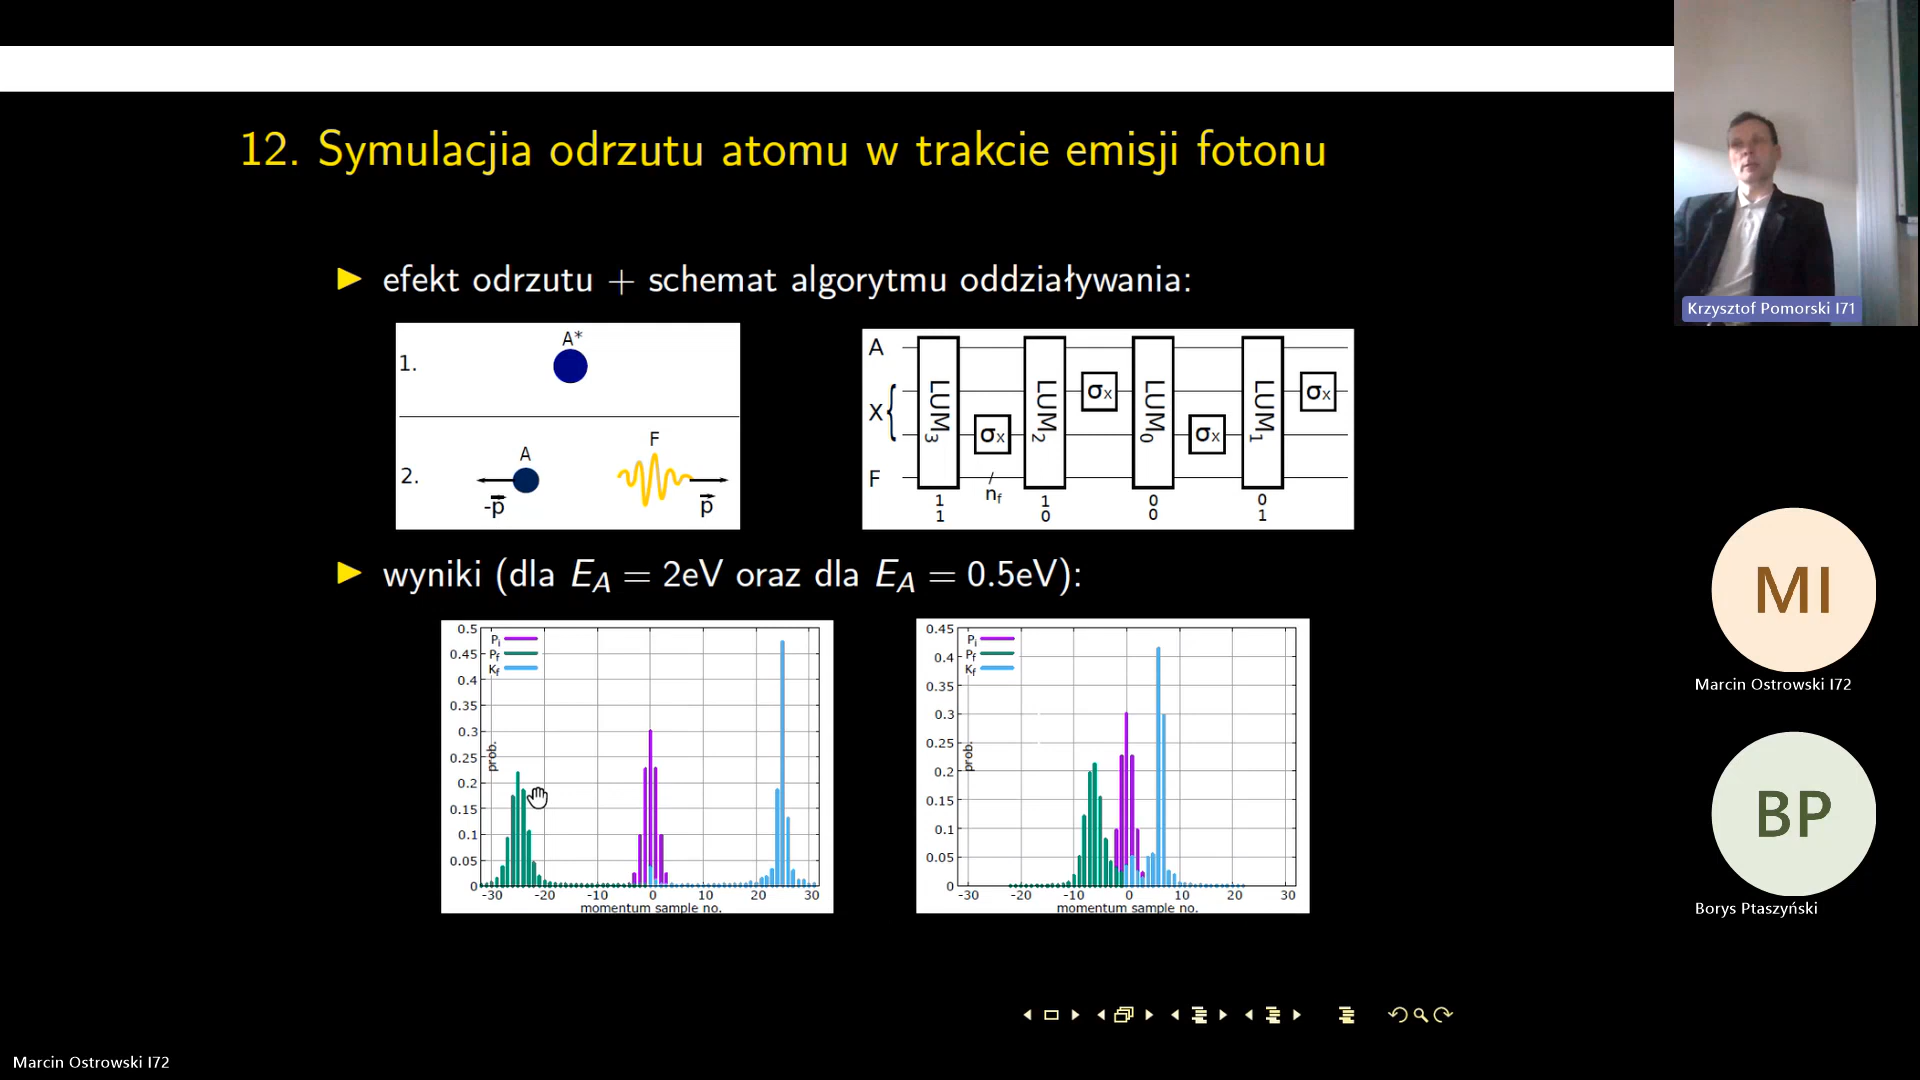 12. Symulacjia odrzutu atomu w trakcie emisji fotonu
efekt odrzutu + schemat algorytmu oddziaływania:
1.
A*
2.
A
-p⃗
F
p⃗
A
X{
F
LUM3
σx
LUM2
σx
LUM0
σx
LUM1
σx
nf
1 1
1 0
0 0
0 1
wyniki (dla EA = 2eV oraz dla EA = 0.5eV):
Pi
Pf
Kf
prob.
0.5
0.45
0.4
0.35
0.3
0.25
0.2
0.15
0.1
0.05
0
-30 -20 -10 0 10 20 30
momentum sample no.
Pi
Pf
Kf
prob.
0.45
0.4
0.35
0.3
0.25
0.2
0.15
0.1
0.05
0
-30 -20 -10 0 10 20 30
momentum sample no.
Krzysztof Pomorski I71
MI
Marcin Ostrowski I72
BP
Borys Ptaszyński
Marcin Ostrowski I72